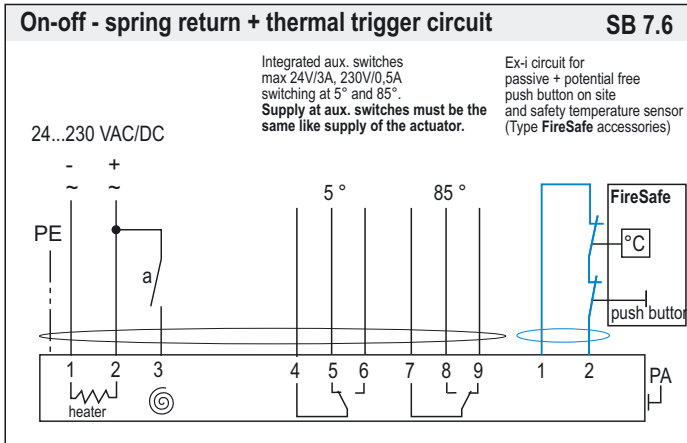 On-off - spring return + thermal trigger circuit SB 7.6
Integrated aux. switches
max 24V/3A, 230V/0,5A
switching at 5° and 85°.
Supply at aux. switches must be the
same like supply of the actuator.
Ex-i circuit for
passive + potential free
push button on site
and safety temperature sensor
(Type FireSafe accessories)
24...230 VAC/DC
- +
~ ~
5 ° 85 °
FireSafe
PE
°C
a
push button
1 2 3 4 5 6 7 8 9 1 2
PA
heater